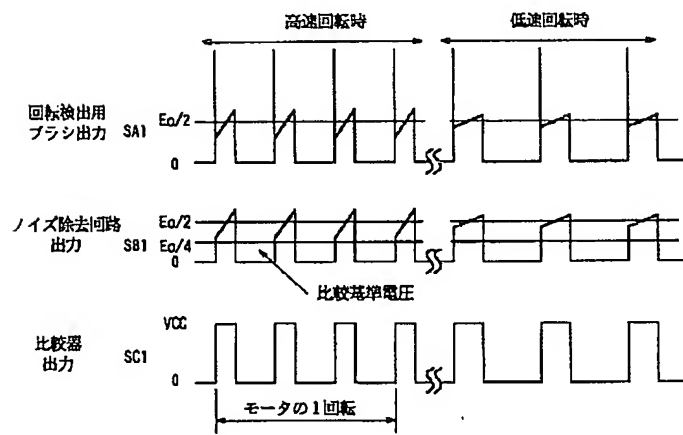 高速回転時
低速回転時
回転検出用
ブラシ出力
SA1
Ea/2
0
ノイズ除去回路
出力
SB1
Ea/2
Ea/4
0
比較基準電圧
比較器
出力
SC1
VCC
0
モータの1回転